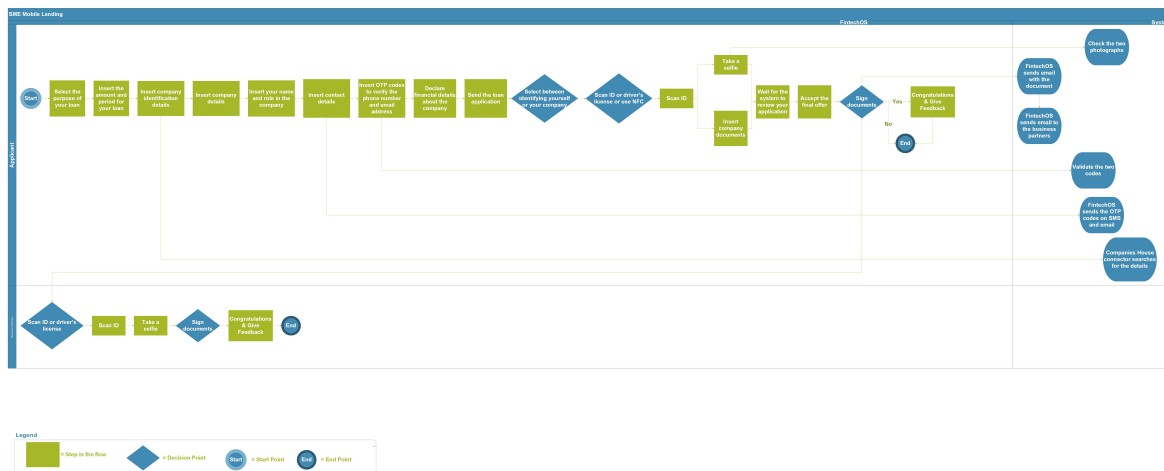 SME Mobile Lending
FintechOS
Applicant
Start
Select the
purpose of
your loan
Insert the
amount and
period for
your loan
Insert company
identification
details
Insert company
details
Insert your name
and role in the
company
Insert contact
details
Insert OTP codes
to verify the
phone number
and email
address
Declare
financial details
about the
company
Send the loan
application
Select between
identifying yourself
or your company
Scan ID or driver's
license or use NFC
Scan ID
Take a
selfie
Insert
company
documents
Wait for the
system to
review your
application
Accept the
final offer
Sign
documents
Yes
No
Congratulations
& Give
Feedback
End
FintechOS
sends email
with the
document
FintechOS
sends email to
the business
partners
Check the two
photographs
Validate the two
codes
FintechOS
sends the OTP
codes on SMS
and email
Companies House
connector searches
for the details
Scan ID or driver's
license
Scan ID
Take a
selfie
Sign
documents
Congratulations
& Give
Feedback
End
Legend
= Step in the flow
= Decision Point
Start
= Start Point
End
= End Point